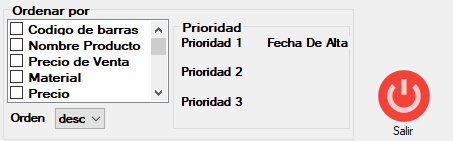 Ordenar por
Codigo de barras
Nombre Producto
Precio de Venta
Material
Precio
Orden desc
Prioridad
Prioridad 1 Fecha De Alta
Prioridad 2
Prioridad 3
Salir